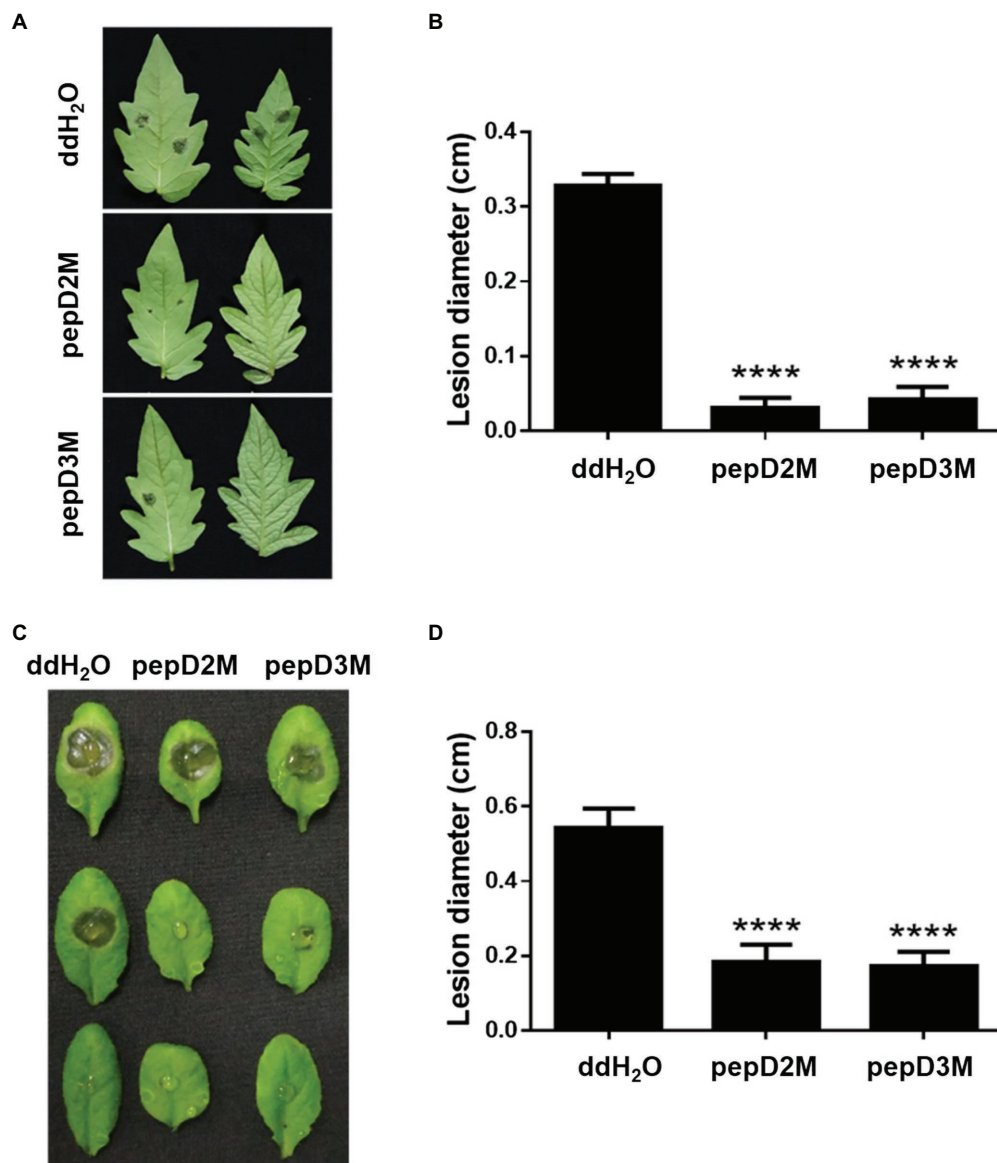 A
ddH₂O
pepD2M
pepD3M
B
Lesion diameter (cm)
0.4
0.3
0.2
0.1
0.0
****
****
ddH₂O
pepD2M
pepD3M
C
ddH₂O pepD2M pepD3M
D
Lesion diameter (cm)
0.8
0.6
0.4
0.2
0.0
****
****
ddH₂O
pepD2M
pepD3M